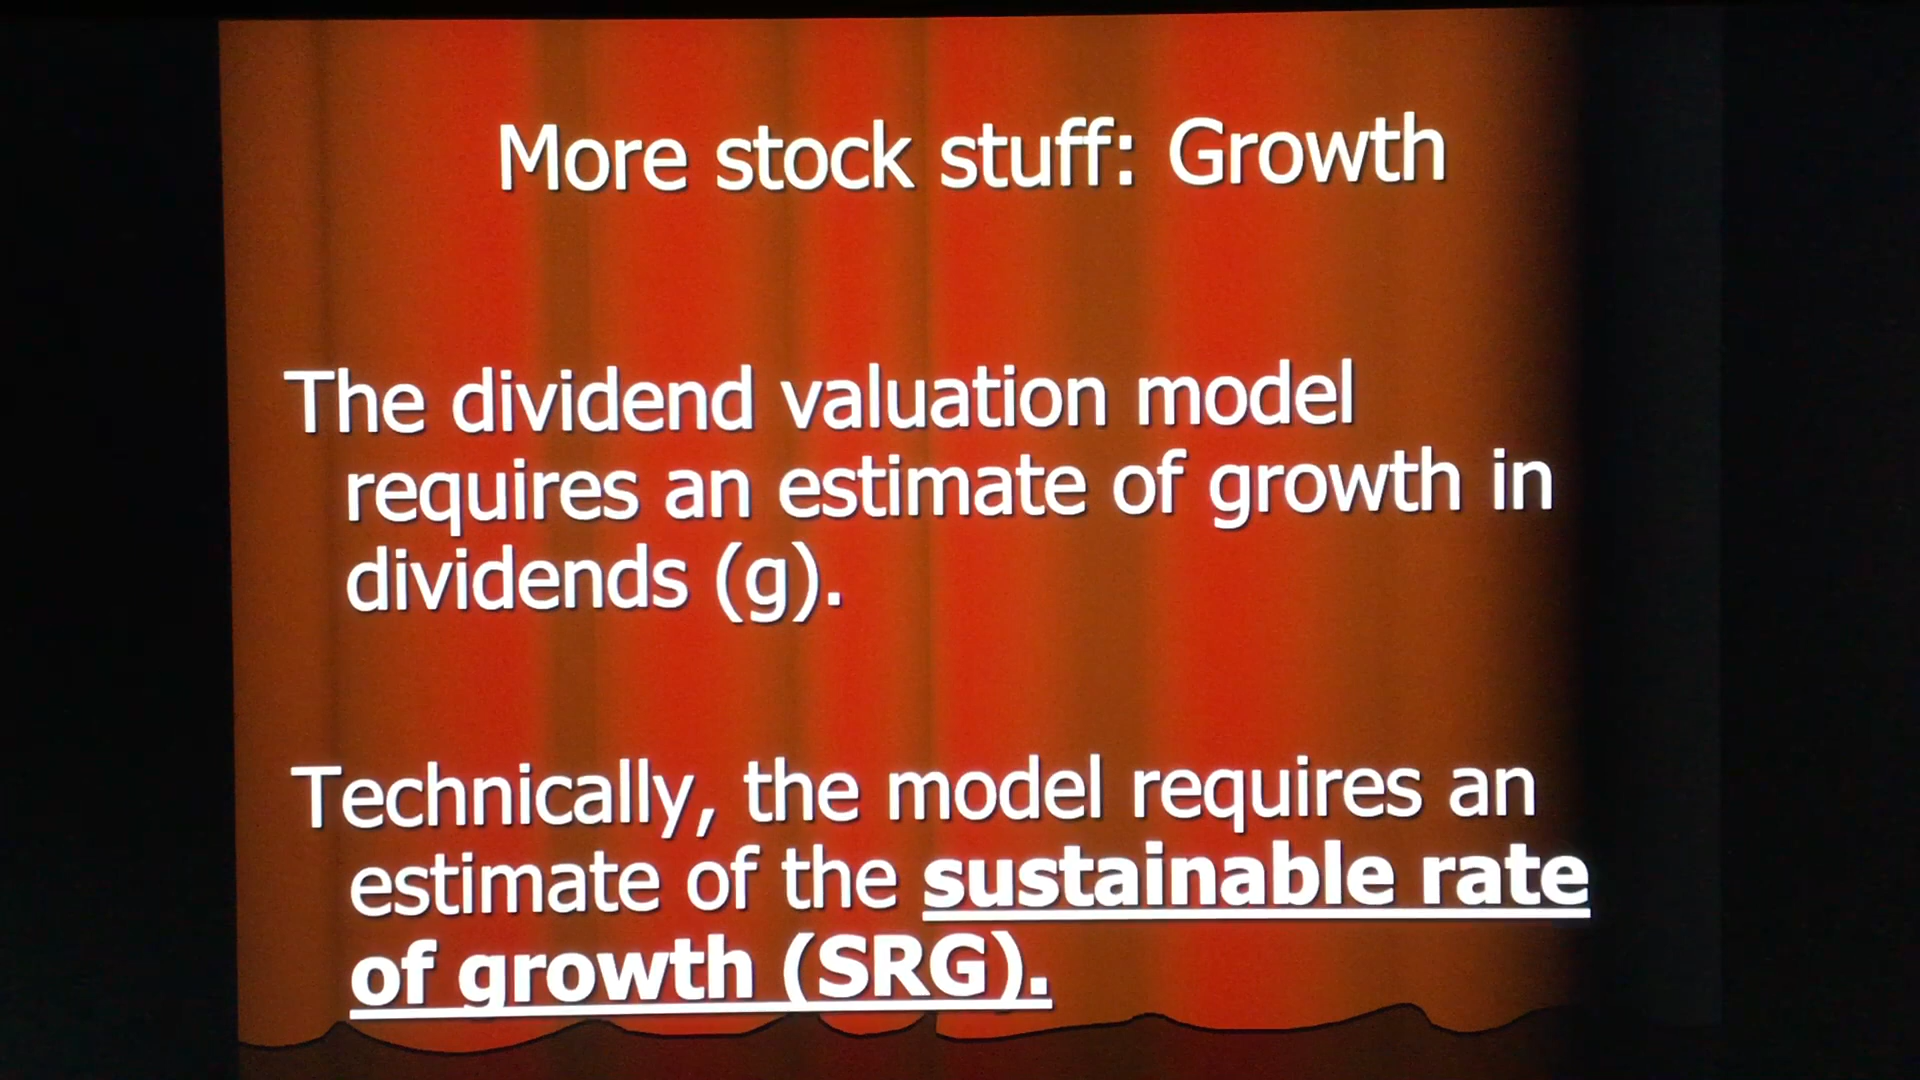 More stock stuff: Growth
The dividend valuation model
requires an estimate of growth in
dividends (g).
Technically, the model requires an
estimate of the sustainable rate
of growth (SRG).